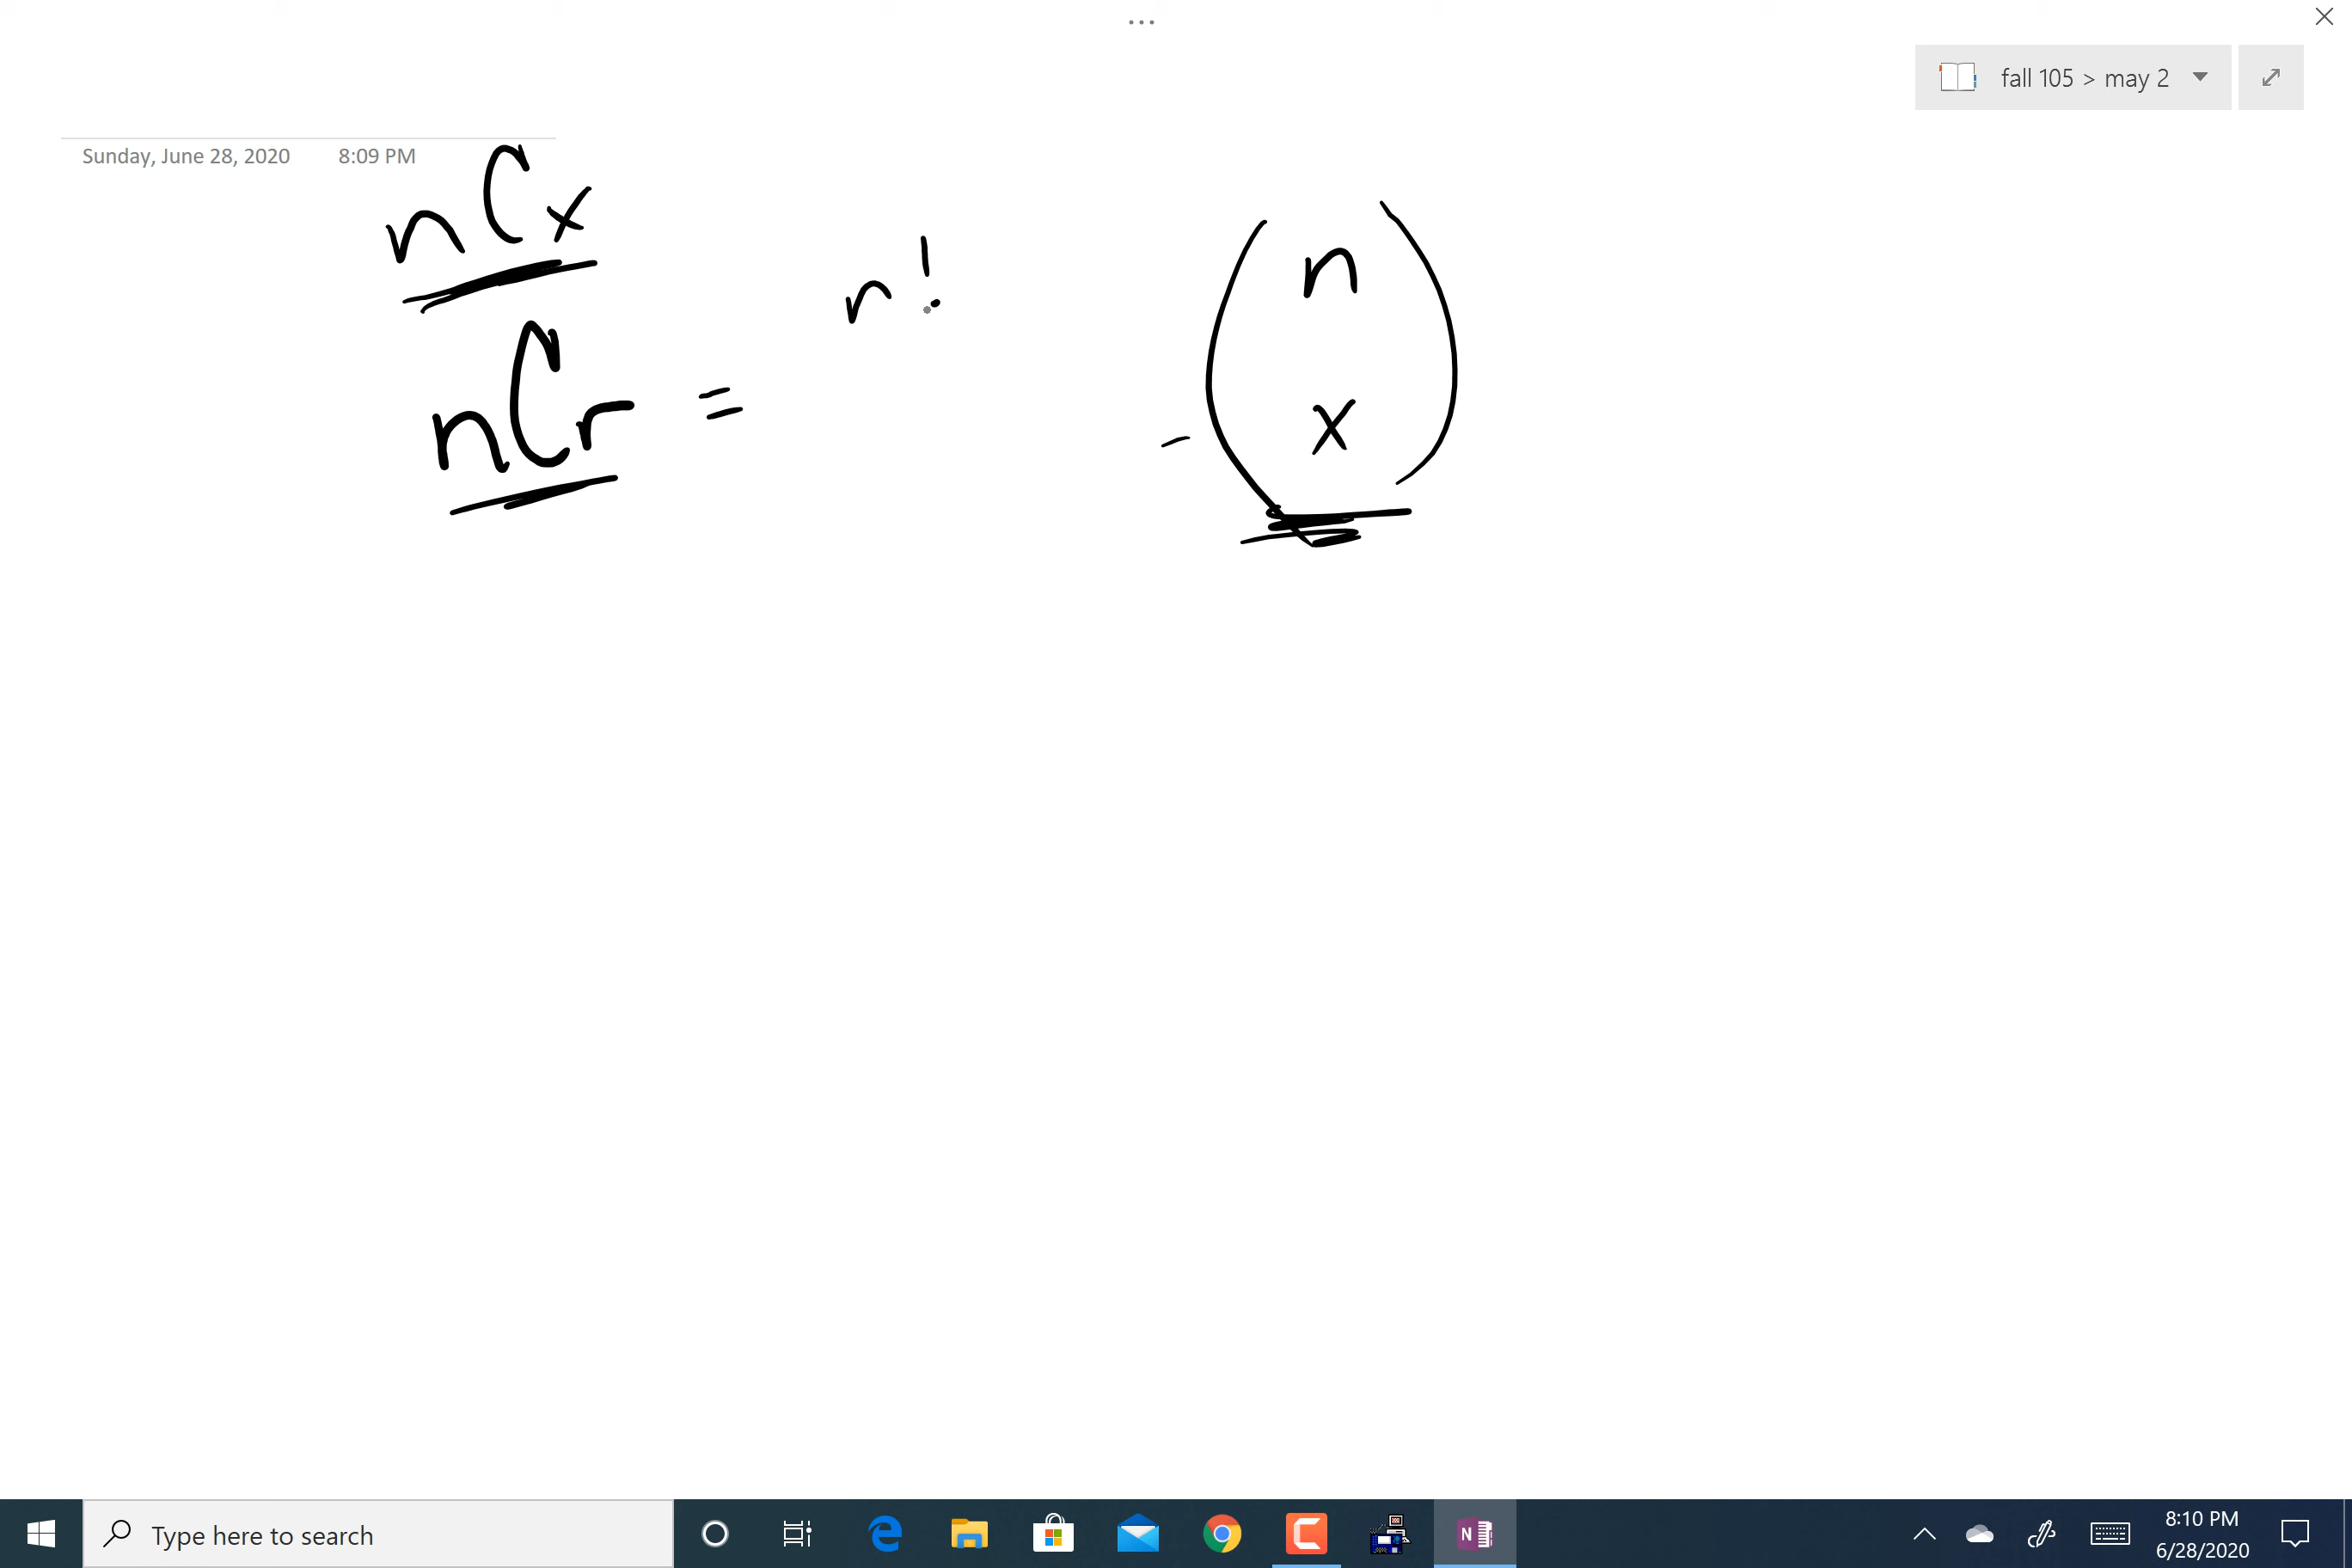 fall 105 > may 2
Sunday, June 28, 2020 8:09 PM
nCx
n!
nCr =
- ( n
x )
Type here to search
8:10 PM
6/28/2020